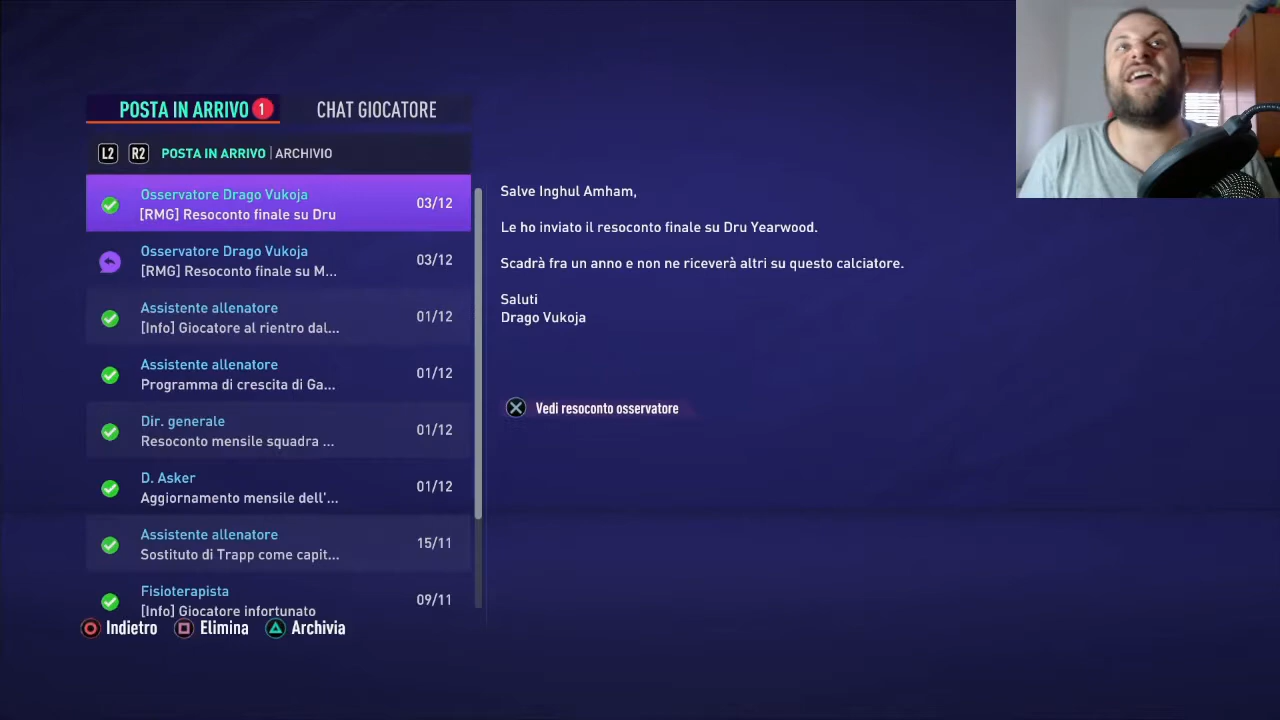 POSTA IN ARRIVO 1 CHAT GIOCATORE
L2 R2 POSTA IN ARRIVO | ARCHIVIO
Osservatore Drago Vukoja
[RMG] Resoconto finale su Dru
03/12
Osservatore Drago Vukoja
[RMG] Resoconto finale su M...
03/12
Assistente allenatore
[Info] Giocatore al rientro dal...
01/12
Assistente allenatore
Programma di crescita di Ga...
01/12
Dir. generale
Resoconto mensile squadra ...
01/12
D. Asker
Aggiornamento mensile dell'...
01/12
Assistente allenatore
Sostituto di Trapp come capit...
15/11
Fisioterapista
[Info] Giocatore infortunato
09/11
Salve Inghul Amham,
Le ho inviato il resoconto finale su Dru Yearwood.
Scadrà fra un anno e non ne riceverà altri su questo calciatore.
Saluti
Drago Vukoja
Vedi resoconto osservatore
Indietro Elimina Archivia